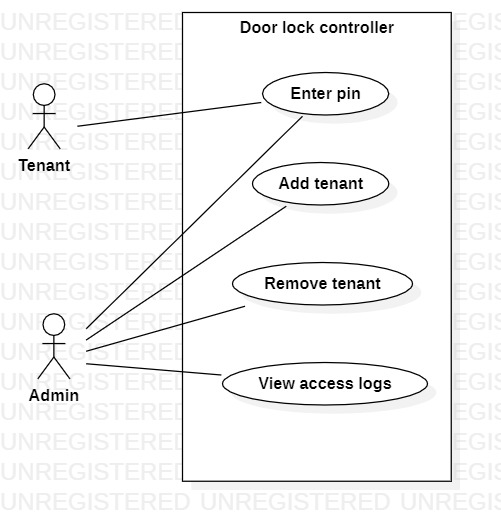 Door lock controller
Enter pin
Tenant
Add tenant
Remove tenant
Admin
View access logs
UNREGISTERED UNREGISTERED UNREGISTERED